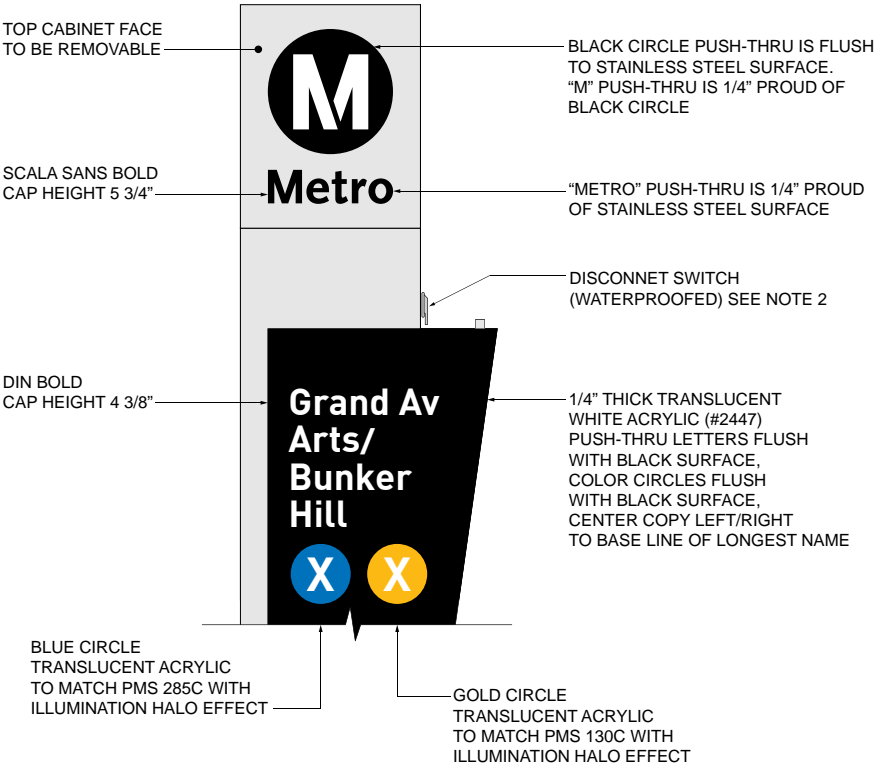 TOP CABINET FACE
TO BE REMOVABLE
M
BLACK CIRCLE PUSH-THRU IS FLUSH
TO STAINLESS STEEL SURFACE.
“M” PUSH-THRU IS 1/4” PROUD OF
BLACK CIRCLE
SCALA SANS BOLD
CAP HEIGHT 5 3/4”
Metro
“METRO” PUSH-THRU IS 1/4” PROUD
OF STAINLESS STEEL SURFACE
DISCONNET SWITCH
(WATERPROOFED) SEE NOTE 2
DIN BOLD
CAP HEIGHT 4 3/8”
Grand Av
Arts/
Bunker
Hill
X X
1/4” THICK TRANSLUCENT
WHITE ACRYLIC (#2447)
PUSH-THRU LETTERS FLUSH
WITH BLACK SURFACE,
COLOR CIRCLES FLUSH
WITH BLACK SURFACE,
CENTER COPY LEFT/RIGHT
TO BASE LINE OF LONGEST NAME
BLUE CIRCLE
TRANSLUCENT ACRYLIC
TO MATCH PMS 285C WITH
ILLUMINATION HALO EFFECT
GOLD CIRCLE
TRANSLUCENT ACRYLIC
TO MATCH PMS 130C WITH
ILLUMINATION HALO EFFECT